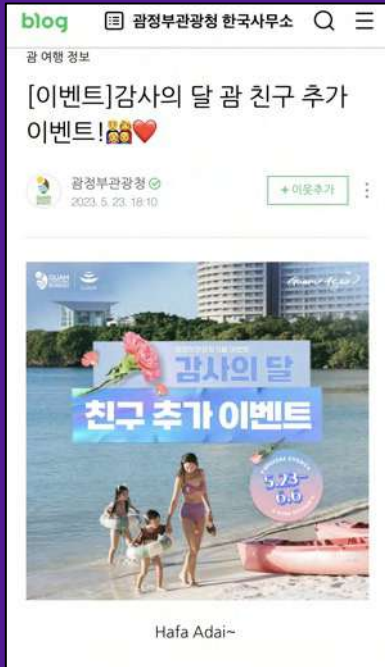 blog 괌정부관광청 한국사무소
괌 여행 정보
[이벤트]감사의 달 괌 친구 추가
이벤트!👨‍👩‍👧‍👦❤️
괌정부관광청
2023. 5. 23. 18:10
+ 이웃추가
GUAM
감사의 달
친구 추가 이벤트
5.23-
6.6
Hafa Adai~